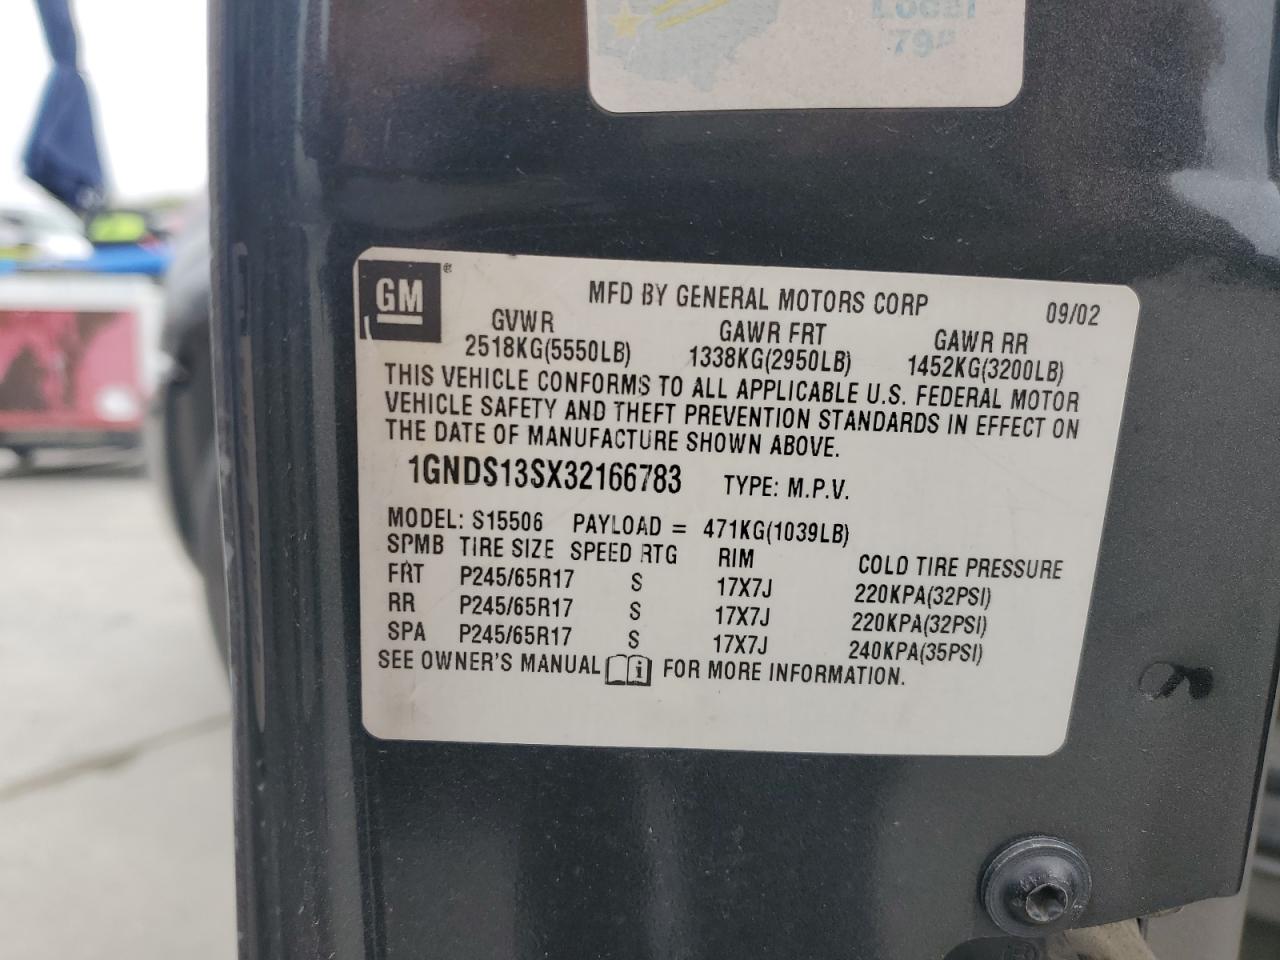 Local
GM®
MFD BY GENERAL MOTORS CORP 09/02
GVWR GAWR FRT GAWR RR
2518KG(5550LB) 1338KG(2950LB) 1452KG(3200LB)
THIS VEHICLE CONFORMS TO ALL APPLICABLE U.S. FEDERAL MOTOR
VEHICLE SAFETY AND THEFT PREVENTION STANDARDS IN EFFECT ON
THE DATE OF MANUFACTURE SHOWN ABOVE.
1GNDS13SX32166783 TYPE: M.P.V.
MODEL: S15506 PAYLOAD = 471KG(1039LB)
SPMB TIRE SIZE SPEED RTG RIM COLD TIRE PRESSURE
FRT P245/65R17 S 17X7J 220KPA(32PSI)
RR P245/65R17 S 17X7J 220KPA(32PSI)
SPA P245/65R17 S 17X7J 240KPA(35PSI)
SEE OWNER'S MANUAL i FOR MORE INFORMATION.